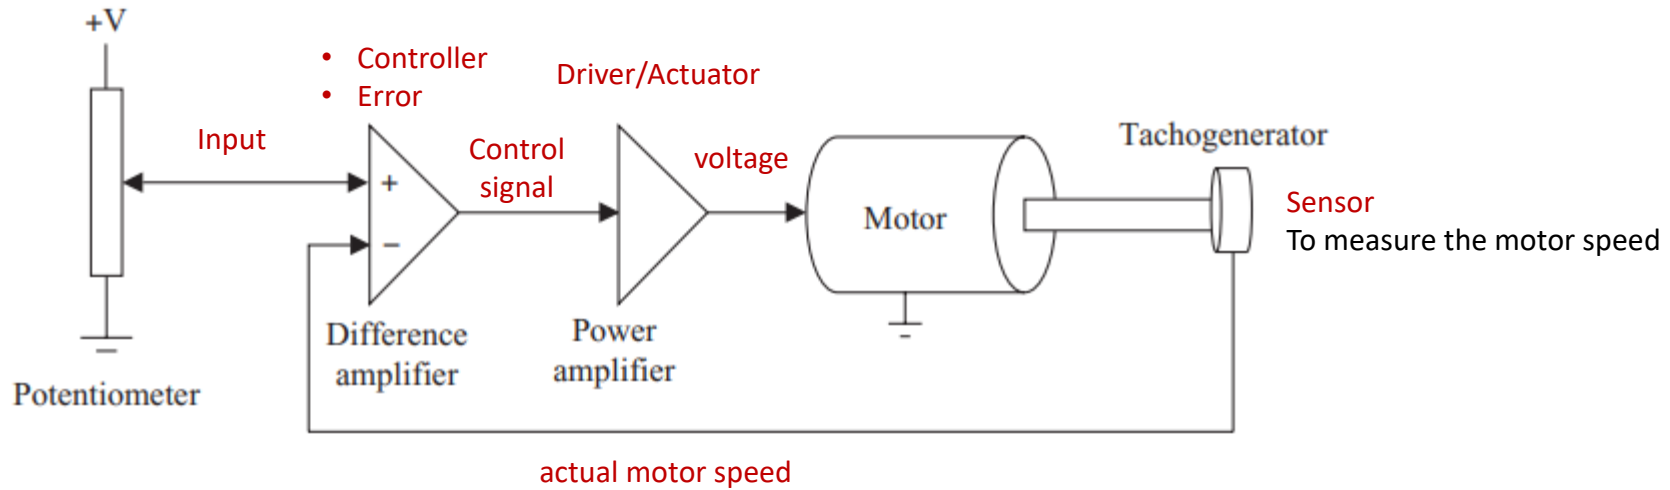 +V
• Controller
• Error
Driver/Actuator
Input
Control
signal
voltage
Tachogenerator
+
−
Motor
Sensor
To measure the motor speed
Difference
amplifier
Power
amplifier
Potentiometer
actual motor speed